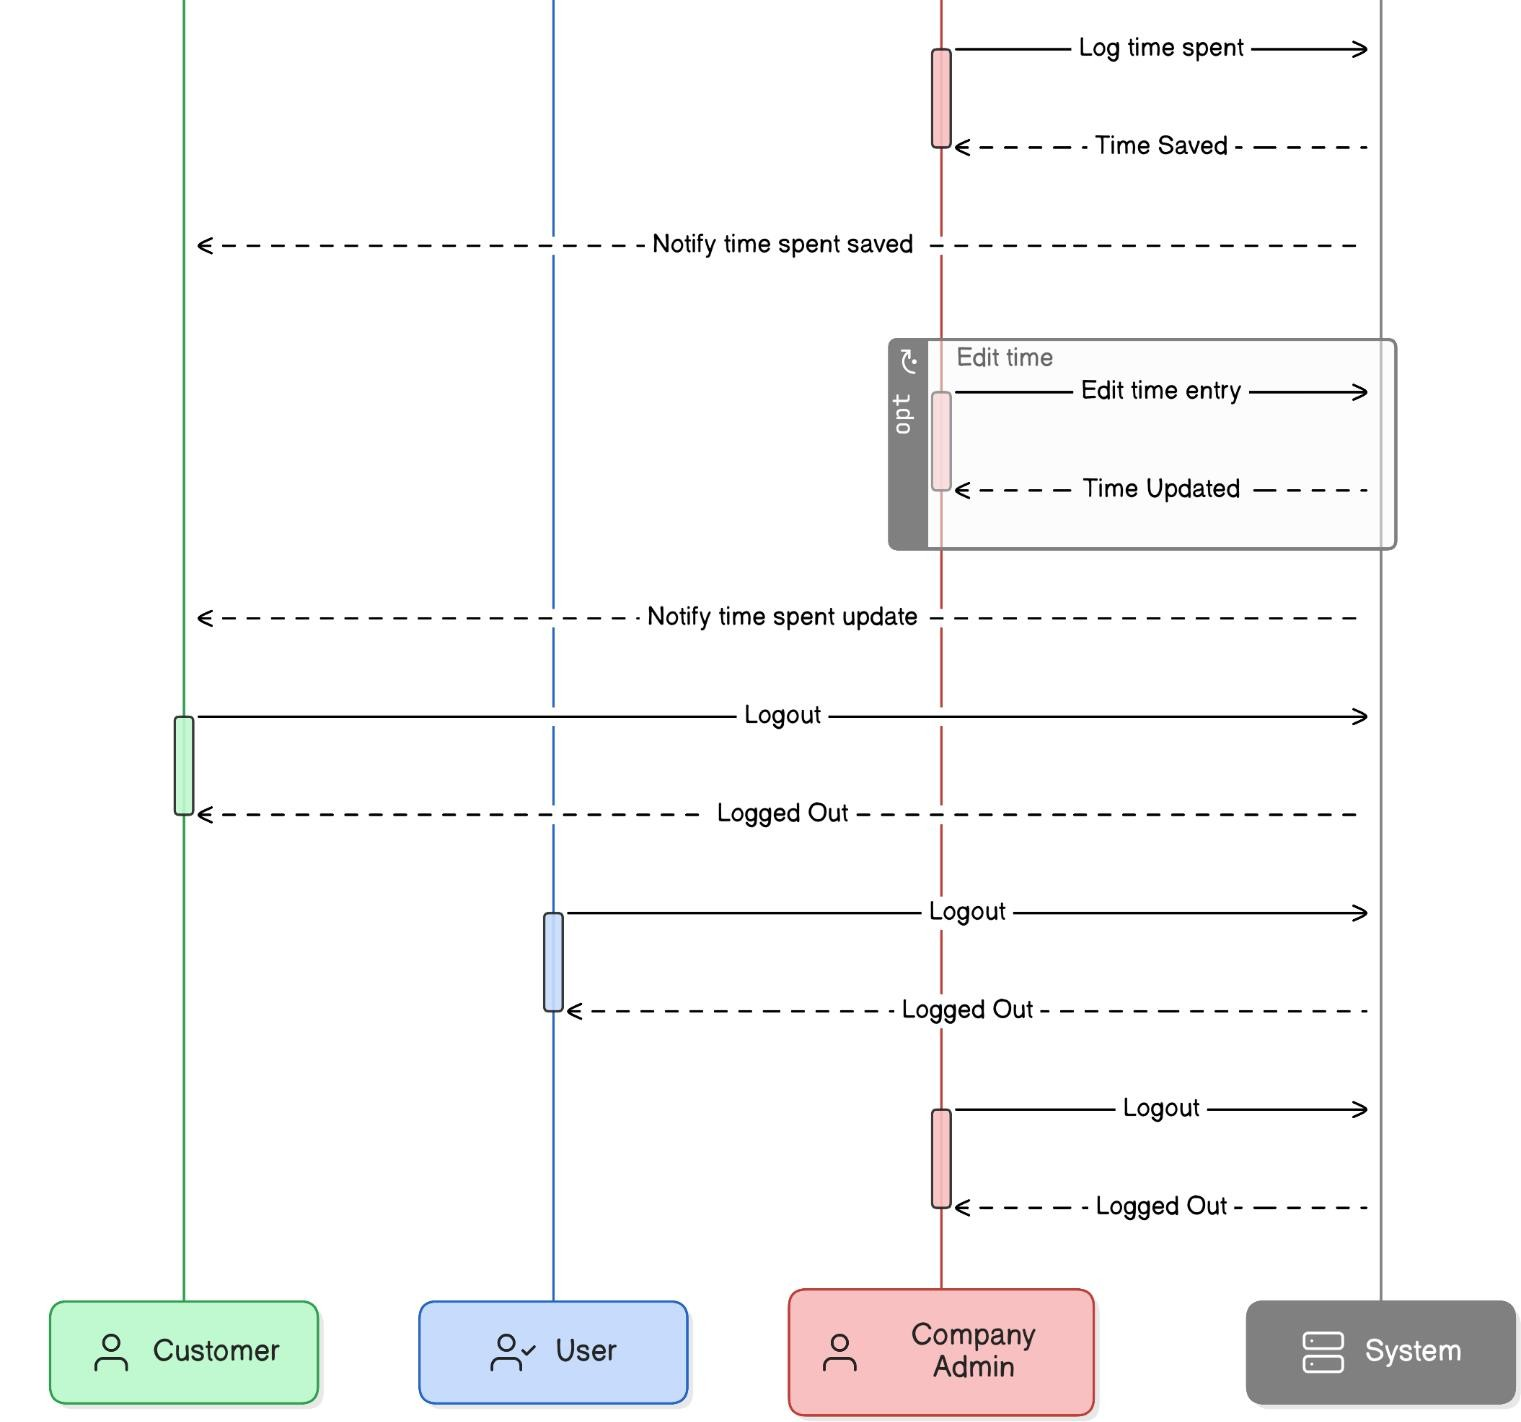 Log time spent
Time Saved
Notify time spent saved
opt
Edit time
Edit time entry
Time Updated
Notify time spent update
Logout
Logged Out
Logout
Logged Out
Logout
Logged Out
Customer
User
Company
Admin
System